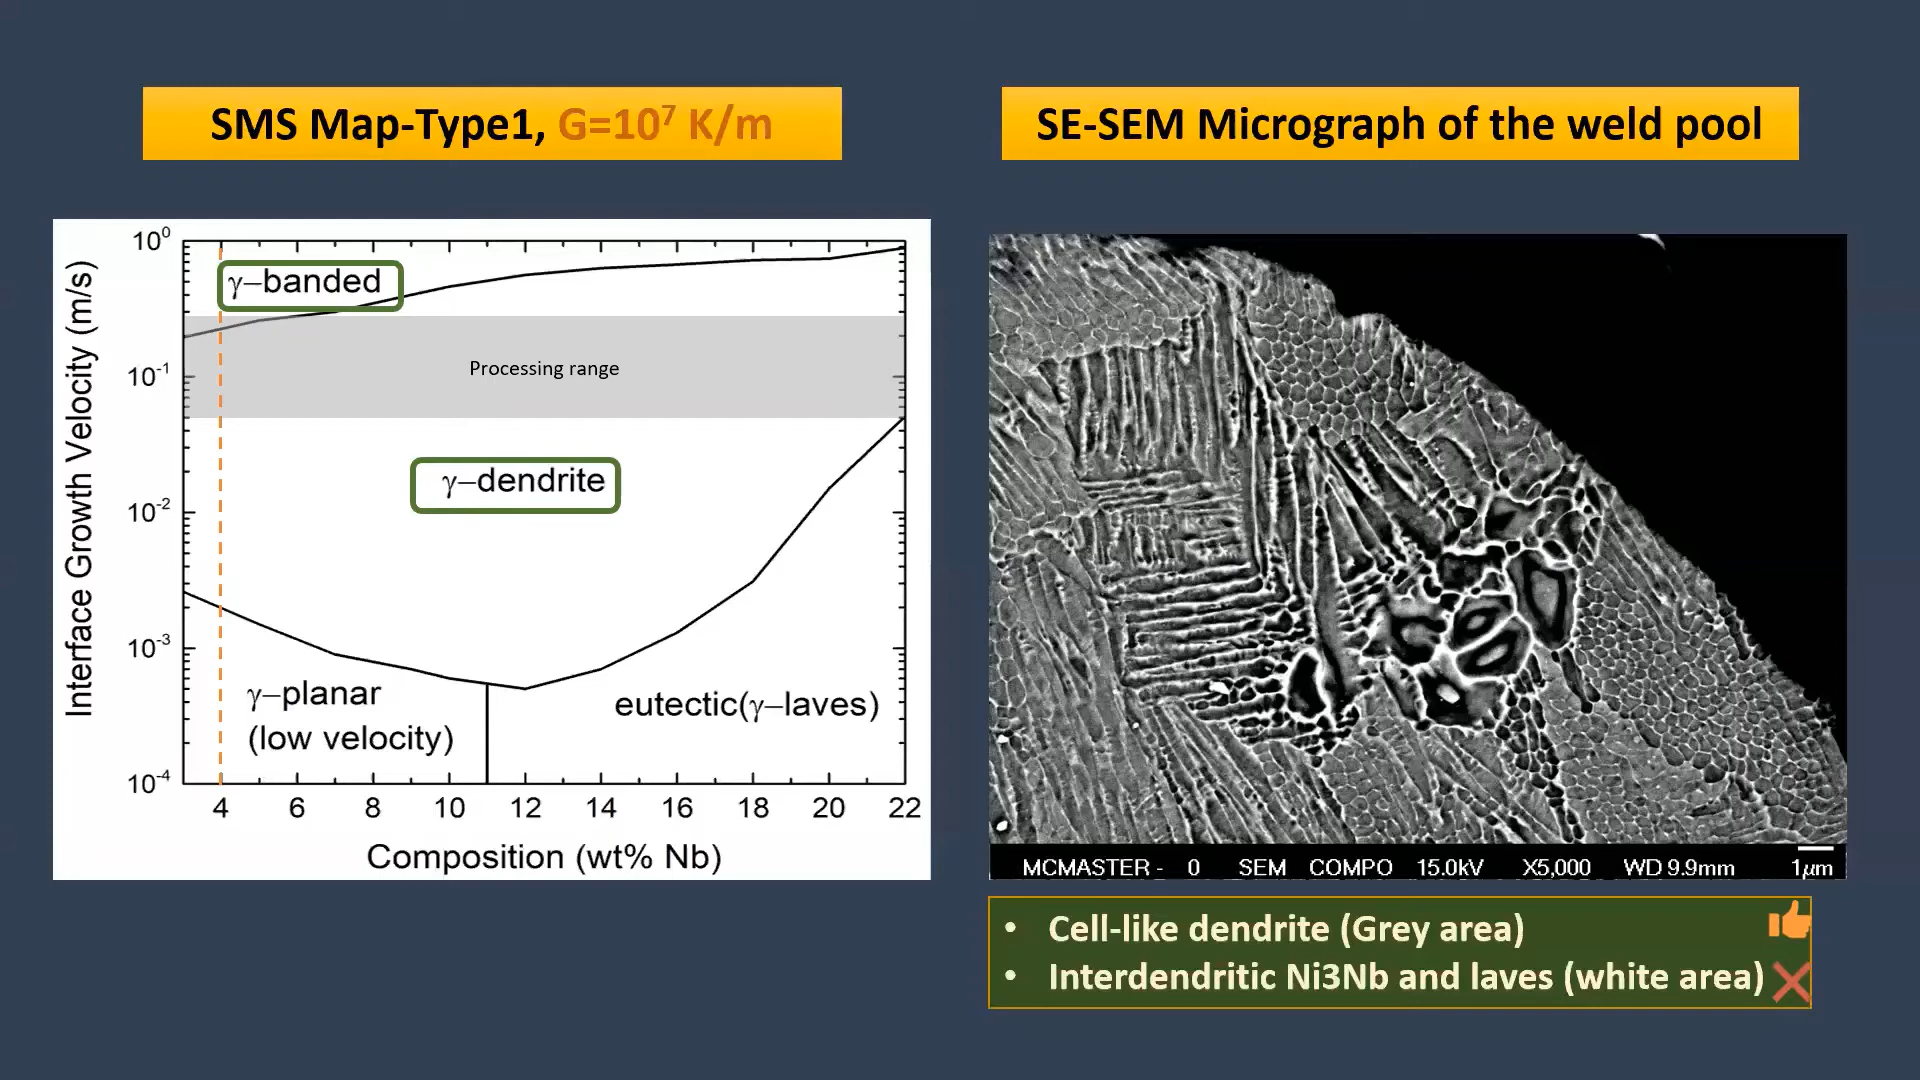 SMS Map-Type1, G=10⁷ K/m
SE-SEM Micrograph of the weld pool
Interface Growth Velocity (m/s)
10⁰
10⁻¹
10⁻²
10⁻³
10⁻⁴
γ–banded
Processing range
γ–dendrite
γ–planar
(low velocity)
eutectic(γ–laves)
4 6 8 10 12 14 16 18 20 22
Composition (wt% Nb)
MCMASTER - 0 SEM COMPO 15.0kV X5,000 WD 9.9mm 1μm
• Cell-like dendrite (Grey area)
• Interdendritic Ni3Nb and laves (white area)